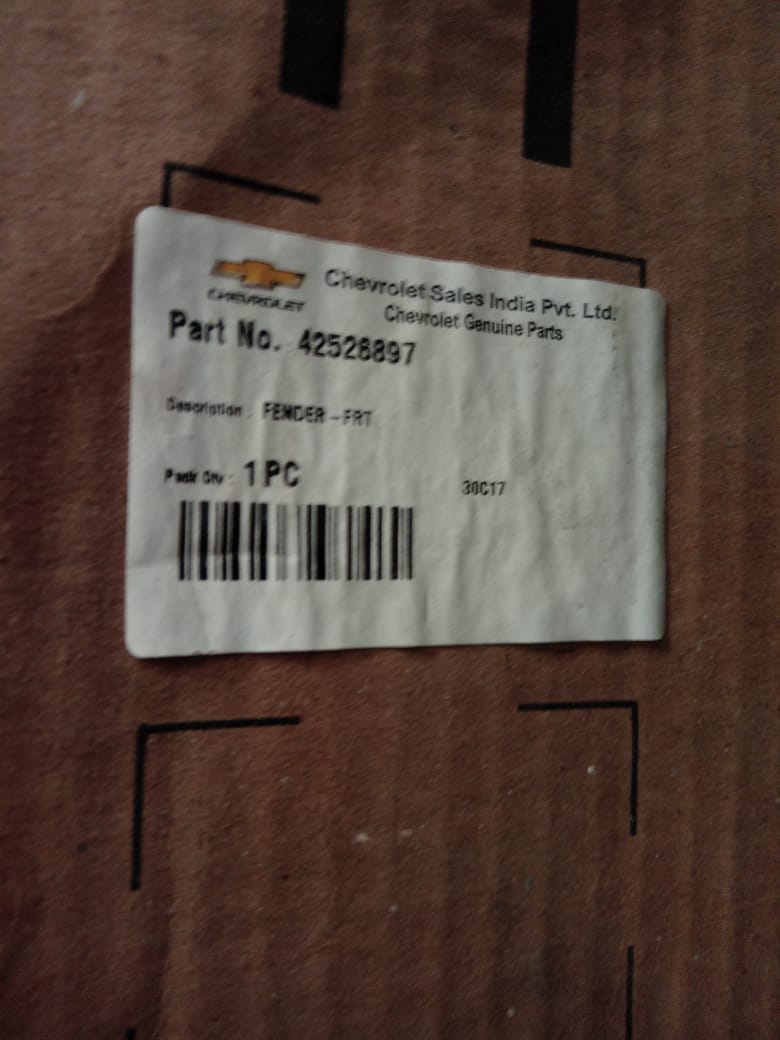 CHEVROLET
Chevrolet Sales India Pvt. Ltd.
Chevrolet Genuine Parts
Part No. 42528897
Description : FENDER-FRT
Pack Qty : 1 PC
30C17